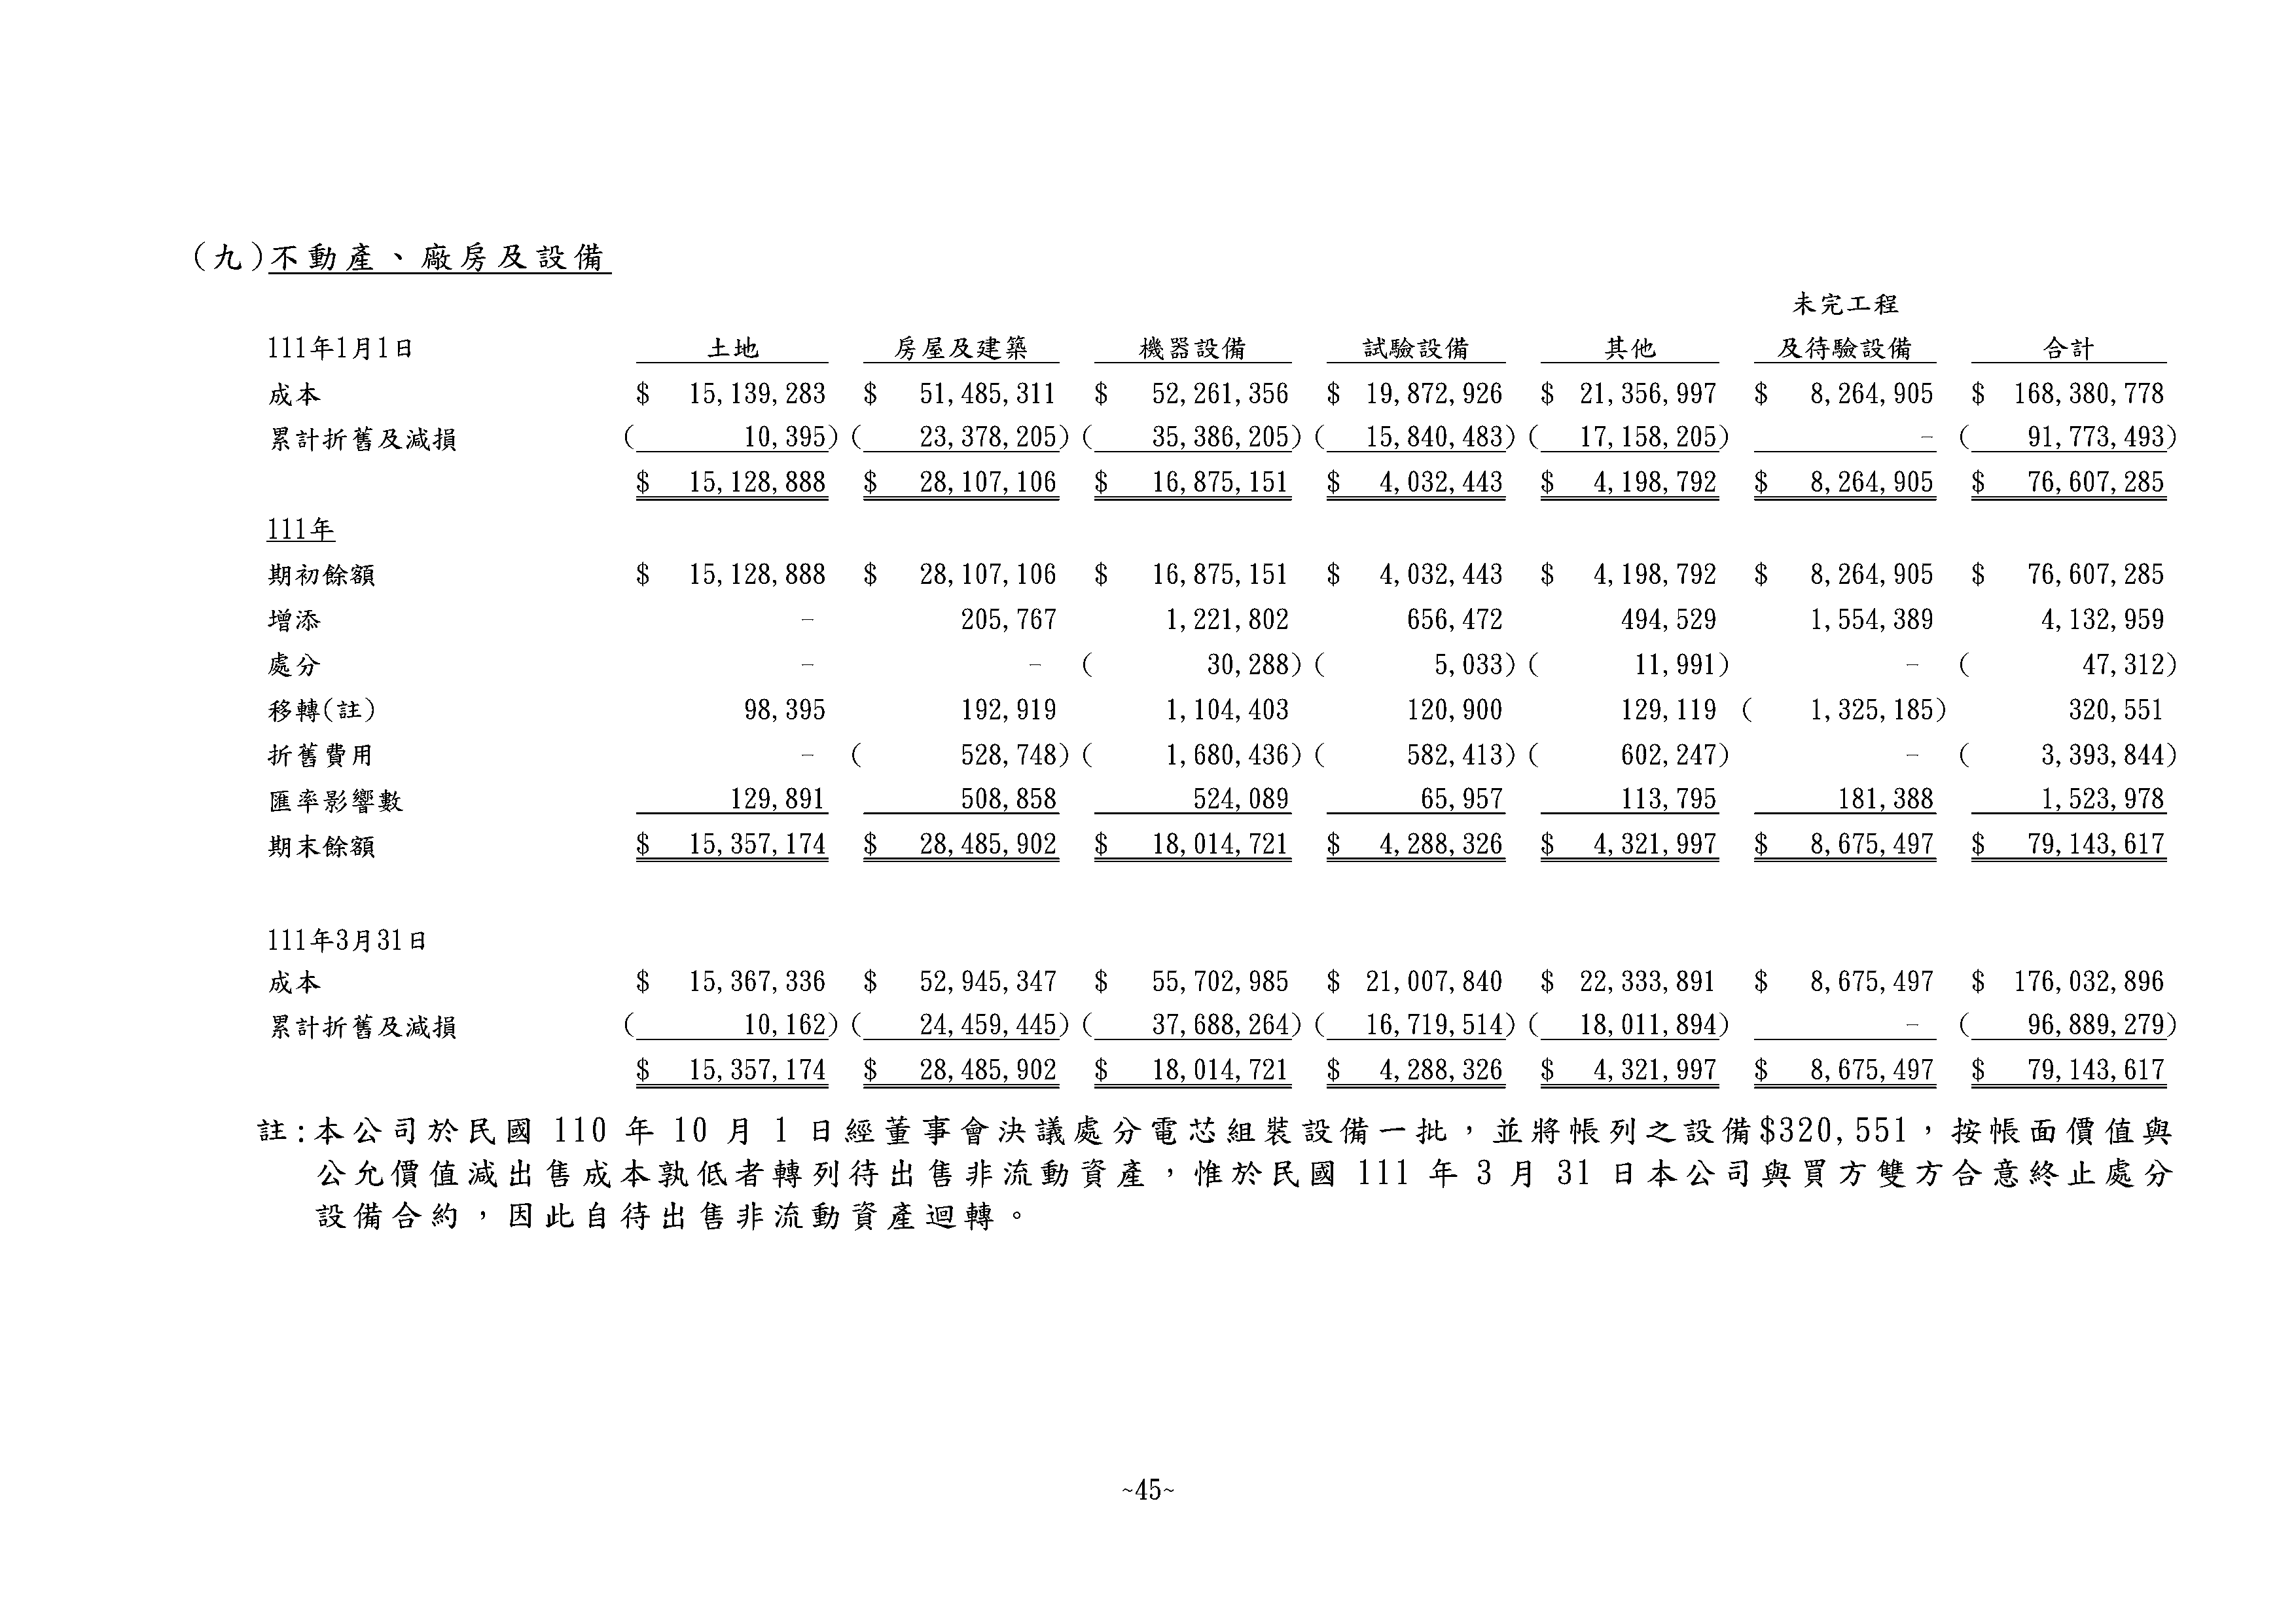 (九)不動產、廠房及設備
未完工程
111年1月1日 土地 房屋及建築 機器設備 試驗設備 其他 及待驗設備 合計
成本 $ 15,139,283 $ 51,485,311 $ 52,261,356 $ 19,872,926 $ 21,356,997 $ 8,264,905 $ 168,380,778
累計折舊及減損 ( 10,395) ( 23,378,205) ( 35,386,205) ( 15,840,483) ( 17,158,205) - ( 91,773,493)
$ 15,128,888 $ 28,107,106 $ 16,875,151 $ 4,032,443 $ 4,198,792 $ 8,264,905 $ 76,607,285
111年
期初餘額 $ 15,128,888 $ 28,107,106 $ 16,875,151 $ 4,032,443 $ 4,198,792 $ 8,264,905 $ 76,607,285
增添 - 205,767 1,221,802 656,472 494,529 1,554,389 4,132,959
處分 - - ( 30,288) ( 5,033) ( 11,991) - ( 47,312)
移轉(註) 98,395 192,919 1,104,403 120,900 129,119 ( 1,325,185) 320,551
折舊費用 - ( 528,748) ( 1,680,436) ( 582,413) ( 602,247) - ( 3,393,844)
匯率影響數 129,891 508,858 524,089 65,957 113,795 181,388 1,523,978
期末餘額 $ 15,357,174 $ 28,485,902 $ 18,014,721 $ 4,288,326 $ 4,321,997 $ 8,675,497 $ 79,143,617
111年3月31日
成本 $ 15,367,336 $ 52,945,347 $ 55,702,985 $ 21,007,840 $ 22,333,891 $ 8,675,497 $ 176,032,896
累計折舊及減損 ( 10,162) ( 24,459,445) ( 37,688,264) ( 16,719,514) ( 18,011,894) - ( 96,889,279)
$ 15,357,174 $ 28,485,902 $ 18,014,721 $ 4,288,326 $ 4,321,997 $ 8,675,497 $ 79,143,617
註:本公司於民國 110 年 10 月 1 日經董事會決議處分電芯組裝設備一批，並將帳列之設備$320,551，按帳面價值與
公允價值減出售成本孰低者轉列待出售非流動資產，惟於民國 111 年 3 月 31 日本公司與買方雙方合意終止處分
設備合約，因此自待出售非流動資產迴轉。
~45~